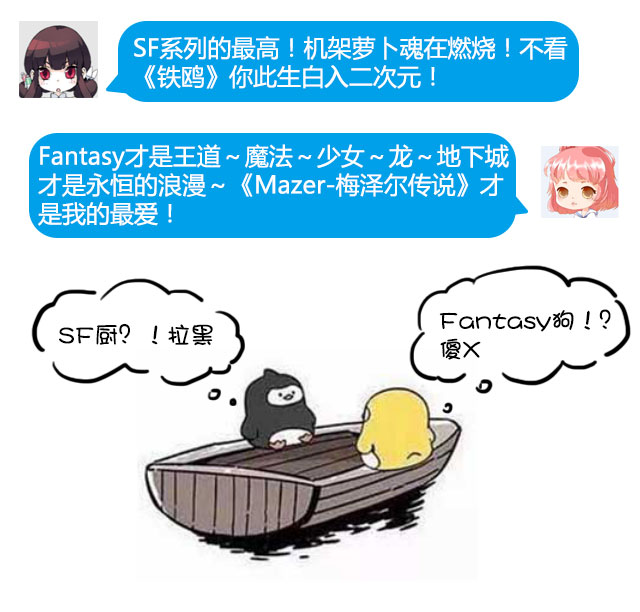 SF系列的最高！机架萝卜魂在燃烧！不看
《铁鸥》你此生白入二次元！
Fantasy才是王道～魔法～少女～龙～地下城
才是永恒的浪漫～《Mazer-梅泽尔传说》才
是我的最爱！
SF厨？！拉黑
Fantasy狗！？
傻X